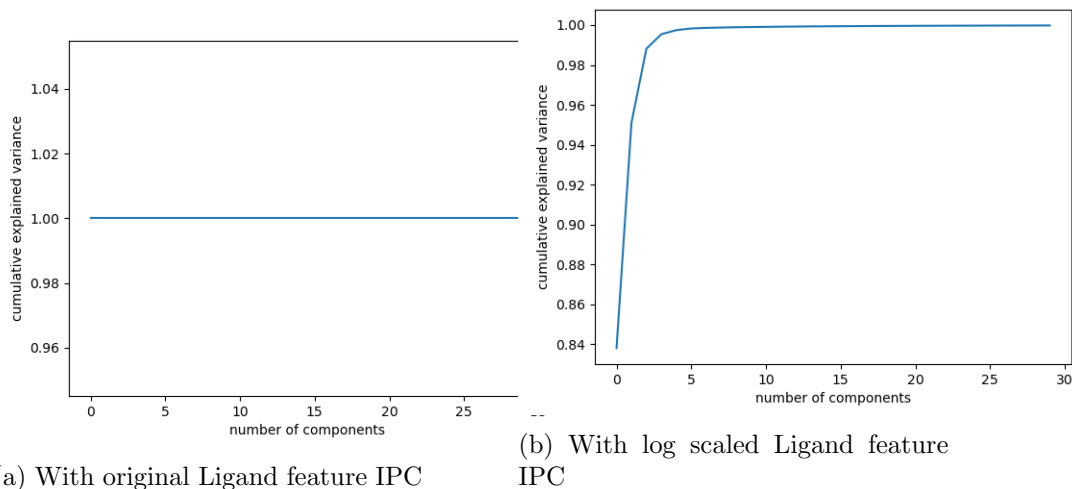 1.04
1.02
1.00
0.98
0.96
cumulative explained variance
0 5 10 15 20 25
number of components
a) With original Ligand feature IPC
1.00
0.98
0.96
0.94
0.92
0.90
0.88
0.86
0.84
cumulative explained variance
0 5 10 15 20 25 30
number of components
(b) With log scaled Ligand feature
IPC